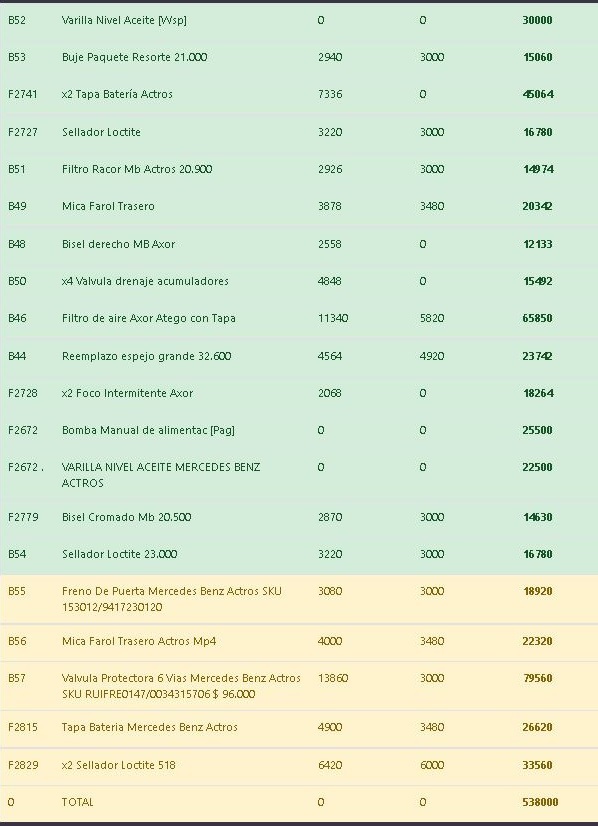 B52 Varilla Nivel Aceite [Wsp] 0 0 30000
B53 Buje Paquete Resorte 21.000 2940 3000 15060
F2741 x2 Tapa Batería Actros 7336 0 45064
F2727 Sellador Loctite 3220 3000 16780
B51 Filtro Racor Mb Actros 20.900 2926 3000 14974
B49 Mica Farol Trasero 3878 3480 20342
B48 Bisel derecho MB Axor 2558 0 12133
B50 x4 Valvula drenaje acumuladores 4848 0 15492
B46 Filtro de aire Axor Atego con Tapa 11340 5820 65850
B44 Reemplazo espejo grande 32.600 4564 4920 23742
F2728 x2 Foco Intermitente Axor 2068 0 18264
F2672 Bomba Manual de alimentac [Pag] 0 0 25500
F2672 . VARILLA NIVEL ACEITE MERCEDES BENZ 0 0 22500
ACTROS
F2779 Bisel Cromado Mb 20.500 2870 3000 14630
B54 Sellador Loctite 23.000 3220 3000 16780
B55 Freno De Puerta Mercedes Benz Actros SKU 3080 3000 18920
153012/9417230120
B56 Mica Farol Trasero Actros Mp4 4000 3480 22320
B57 Valvula Protectora 6 Vias Mercedes Benz Actros 13860 3000 79560
SKU RUIFRE0147/0034315706 $ 96.000
F2815 Tapa Bateria Mercedes Benz Actros 4900 3480 26620
F2829 x2 Sellador Loctite 518 6420 6000 33560
0 TOTAL 0 0 538000